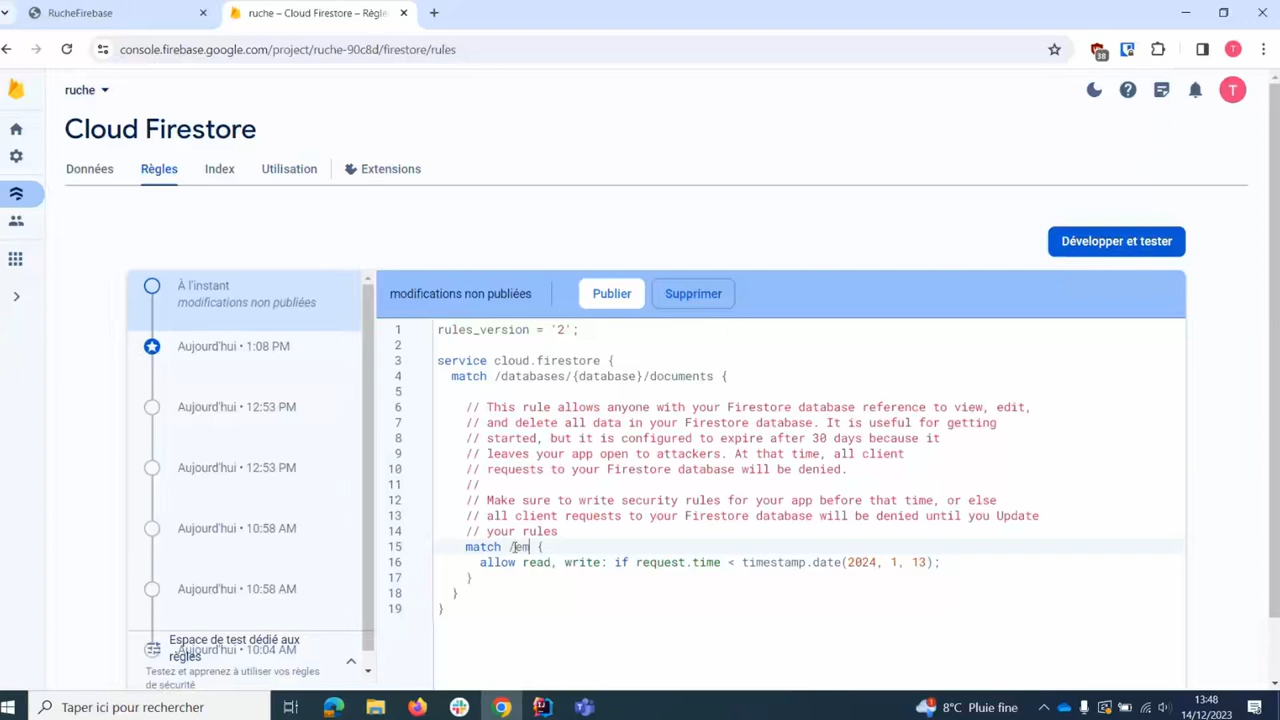 RucheFirebase
ruche – Cloud Firestore – Règle
console.firebase.google.com/project/ruche-90c8d/firestore/rules
38
T
ruche
T
Cloud Firestore
Données
Règles
Index
Utilisation
Extensions
Développer et tester
À l'instant
modifications non publiées
Aujourd'hui • 1:08 PM
Aujourd'hui • 12:53 PM
Aujourd'hui • 12:53 PM
Aujourd'hui • 10:58 AM
Aujourd'hui • 10:58 AM
Aujourd'hui • 10:04 AM
Espace de test dédié aux
règles
Testez et apprenez à utiliser vos règles
de sécurité
modifications non publiées
Publier
Supprimer
1 rules_version = '2';
2
3 service cloud.firestore {
4 match /databases/{database}/documents {
5
6 // This rule allows anyone with your Firestore database reference to view, edit,
7 // and delete all data in your Firestore database. It is useful for getting
8 // started, but it is configured to expire after 30 days because it
9 // leaves your app open to attackers. At that time, all client
10 // requests to your Firestore database will be denied.
11 //
12 // Make sure to write security rules for your app before that time, or else
13 // all client requests to your Firestore database will be denied until you Update
14 // your rules
15 match /em {
16 allow read, write: if request.time < timestamp.date(2024, 1, 13);
17 }
18 }
19 }
Taper ici pour rechercher
8°C Pluie fine
13:48
14/12/2023